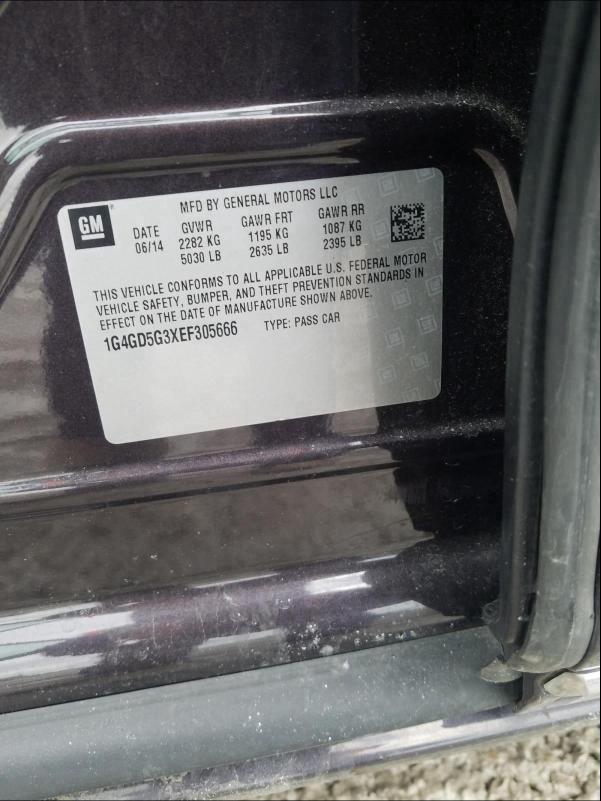 GM
MFD BY GENERAL MOTORS LLC
DATE GVWR GAWR FRT GAWR RR
06/14 2282 KG 1195 KG 1087 KG
5030 LB 2635 LB 2395 LB
THIS VEHICLE CONFORMS TO ALL APPLICABLE U.S. FEDERAL MOTOR
VEHICLE SAFETY, BUMPER, AND THEFT PREVENTION STANDARDS IN
EFFECT ON THE DATE OF MANUFACTURE SHOWN ABOVE.
1G4GD5G3XEF305666 TYPE: PASS CAR